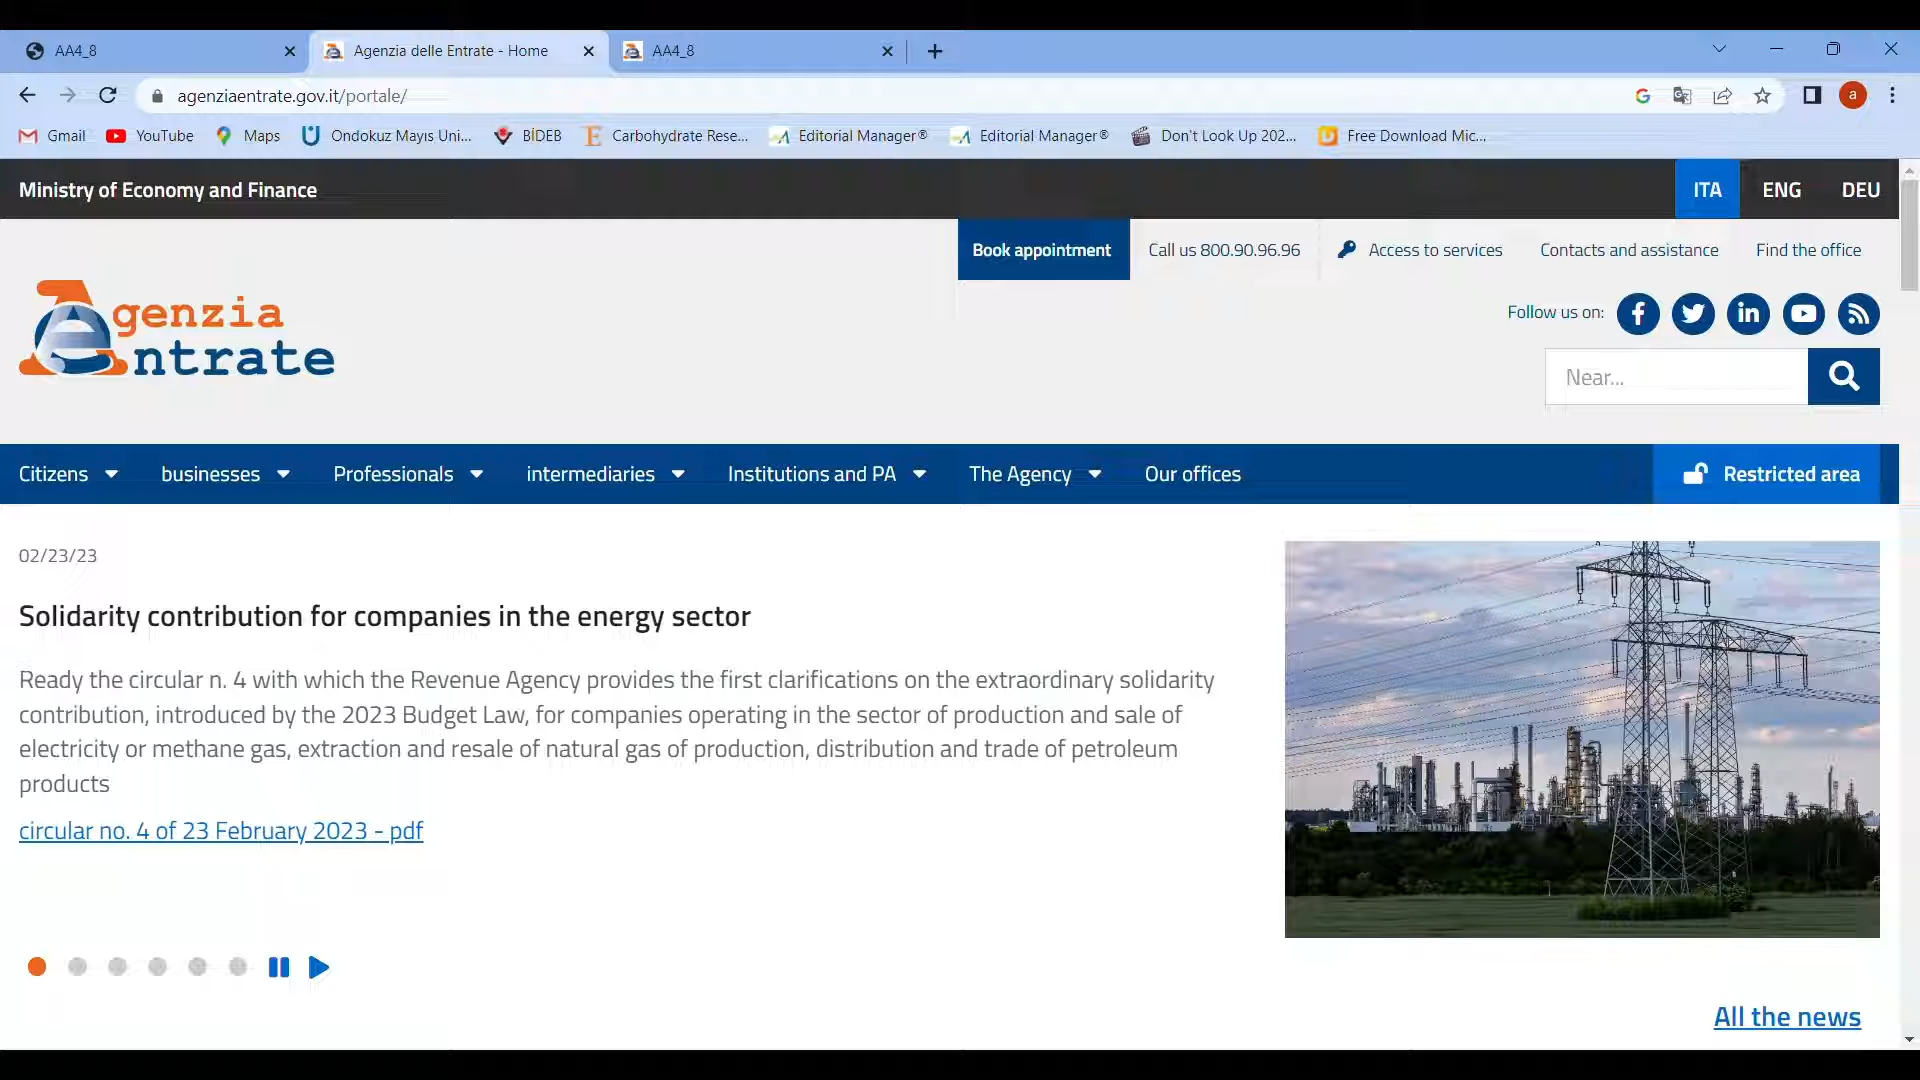 AA4_8
Agenzia delle Entrate - Home
AA4_8
agenziaentrate.gov.it/portale/
a
Gmail
YouTube
Maps
Ondokuz Mayıs Uni...
BİDEB
Carbohydrate Rese...
Editorial Manager®
Editorial Manager®
Don't Look Up 202...
Free Download Mic...
Ministry of Economy and Finance
ITA
ENG
DEU
Book appointment
Call us 800.90.96.96
Access to services
Contacts and assistance
Find the office
Agenzia
Entrate
Follow us on:
Near...
Citizens
businesses
Professionals
intermediaries
Institutions and PA
The Agency
Our offices
Restricted area
02/23/23
Solidarity contribution for companies in the energy sector
Ready the circular n. 4 with which the Revenue Agency provides the first clarifications on the extraordinary solidarity
contribution, introduced by the 2023 Budget Law, for companies operating in the sector of production and sale of
electricity or methane gas, extraction and resale of natural gas of production, distribution and trade of petroleum
products
circular no. 4 of 23 February 2023 - pdf
All the news